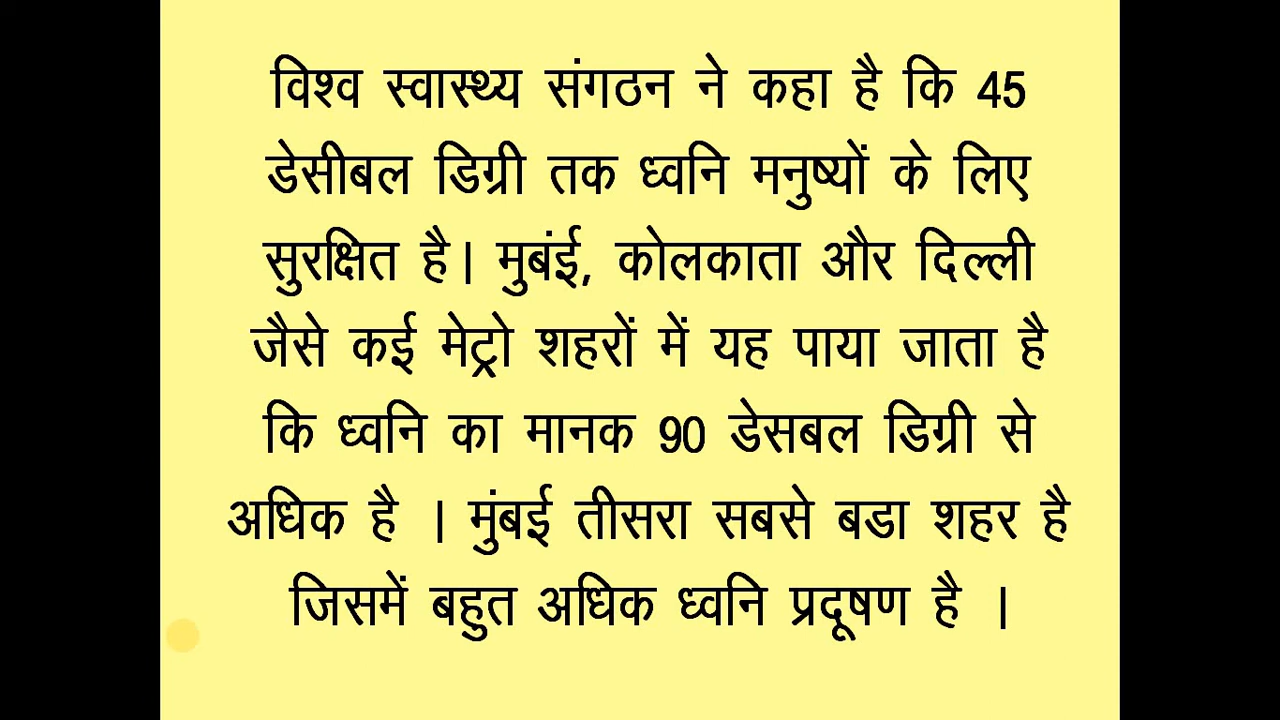 विश्व स्वास्थ्य संगठन ने कहा है कि 45
डेसीबल डिग्री तक ध्वनि मनुष्यों के लिए
सुरक्षित है। मुबंई, कोलकाता और दिल्ली
जैसे कई मेट्रो शहरों में यह पाया जाता है
कि ध्वनि का मानक 90 डेसबल डिग्री से
अधिक है । मुंबई तीसरा सबसे बडा शहर है
जिसमें बहुत अधिक ध्वनि प्रदूषण है ।